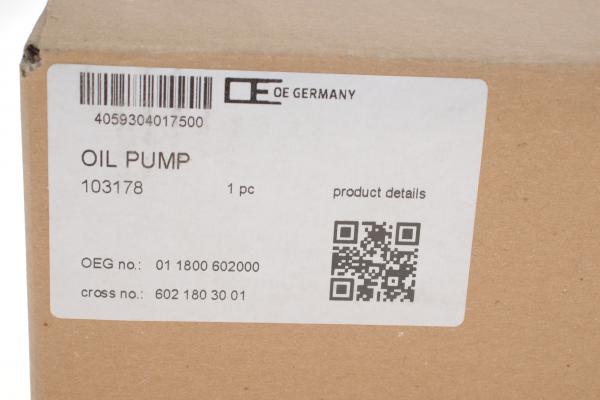 OE GERMANY
4059304017500
OIL PUMP
103178 1 pc product details
OEG no.: 01 1800 602000
cross no.: 602 180 30 01